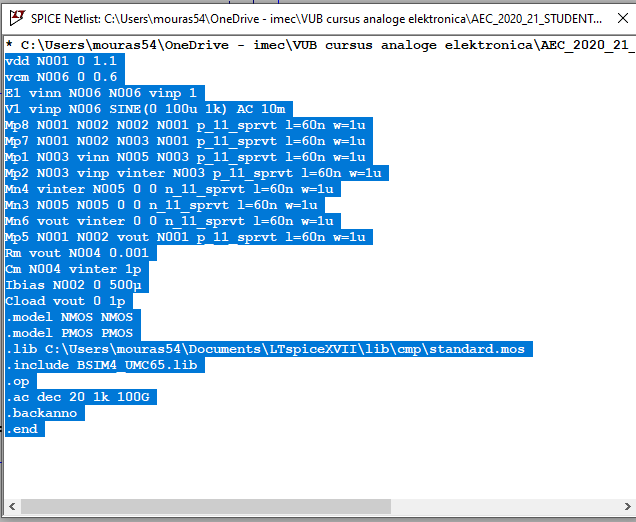 SPICE Netlist: C:\Users\mouras54\OneDrive - imec\VUB cursus analoge elektronica\AEC_2020_21_STUDENT...
* C:\Users\mouras54\OneDrive - imec\VUB cursus analoge elektronica\AEC_2020_21_
vdd N001 0 1.1
vcm N006 0 0.6
E1 vinn N006 N006 vinp 1
V1 vinp N006 SINE(0 100u 1k) AC 10m
Mp8 N001 N002 N002 N001 p_11_sprvt l=60n w=1u
Mp7 N001 N002 N003 N001 p_11_sprvt l=60n w=1u
Mp1 N003 vinn N005 N003 p_11_sprvt l=60n w=1u
Mp2 N003 vinp vinter N003 p_11_sprvt l=60n w=1u
Mn4 vinter N005 0 0 n_11_sprvt l=60n w=1u
Mn3 N005 N005 0 0 n_11_sprvt l=60n w=1u
Mn6 vout vinter 0 0 n_11_sprvt l=60n w=1u
Mp5 N001 N002 vout N001 p_11_sprvt l=60n w=1u
Rm vout N004 0.001
Cm N004 vinter 1p
Ibias N002 0 500µ
Cload vout 0 1p
.model NMOS NMOS
.model PMOS PMOS
.lib C:\Users\mouras54\Documents\LTspiceXVII\lib\cmp\standard.mos
.include BSIM4_UMC65.lib
.op
.ac dec 20 1k 100G
.backanno
.end